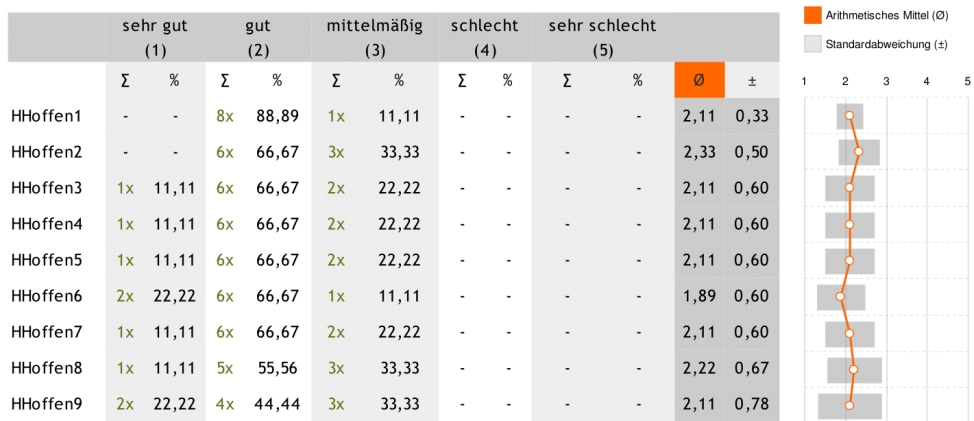 sehr gut (1) gut (2) mittelmäßig (3) schlecht (4) sehr schlecht (5)
Σ % Σ % Σ % Σ % Σ % Ø ±
HHoffen1 - - 8x 88,89 1x 11,11 - - - - 2,11 0,33
HHoffen2 - - 6x 66,67 3x 33,33 - - - - 2,33 0,50
HHoffen3 1x 11,11 6x 66,67 2x 22,22 - - - - 2,11 0,60
HHoffen4 1x 11,11 6x 66,67 2x 22,22 - - - - 2,11 0,60
HHoffen5 1x 11,11 6x 66,67 2x 22,22 - - - - 2,11 0,60
HHoffen6 2x 22,22 6x 66,67 1x 11,11 - - - - 1,89 0,60
HHoffen7 1x 11,11 6x 66,67 2x 22,22 - - - - 2,11 0,60
HHoffen8 1x 11,11 5x 55,56 3x 33,33 - - - - 2,22 0,67
HHoffen9 2x 22,22 4x 44,44 3x 33,33 - - - - 2,11 0,78
Arithmetisches Mittel (Ø)
Standardabweichung (±)
1 2 3 4 5